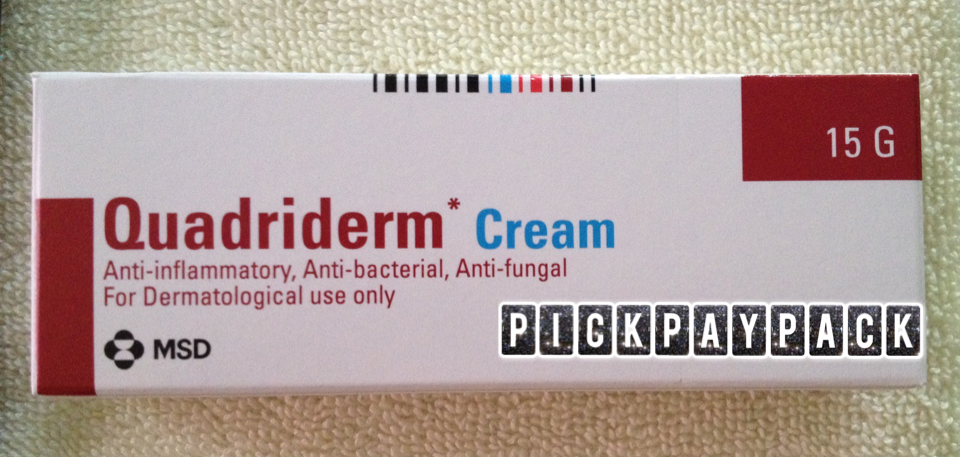 15 G
Quadriderm* Cream
Anti-inflammatory, Anti-bacterial, Anti-fungal
For Dermatological use only
MSD
PICKPAYPACK